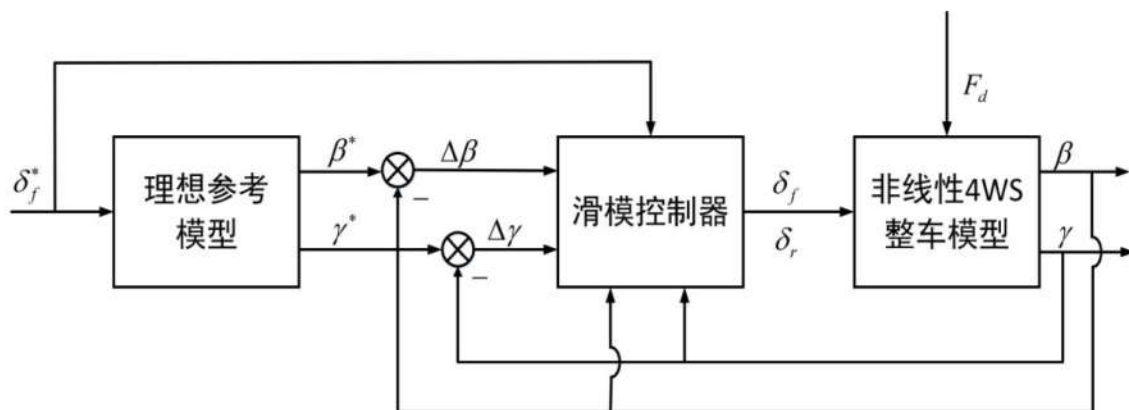 F_d
δ_f^*
理想参考
模型
β^*
−
Δβ
γ^*
−
Δγ
滑模控制器
δ_f
δ_r
非线性4WS
整车模型
β
γ